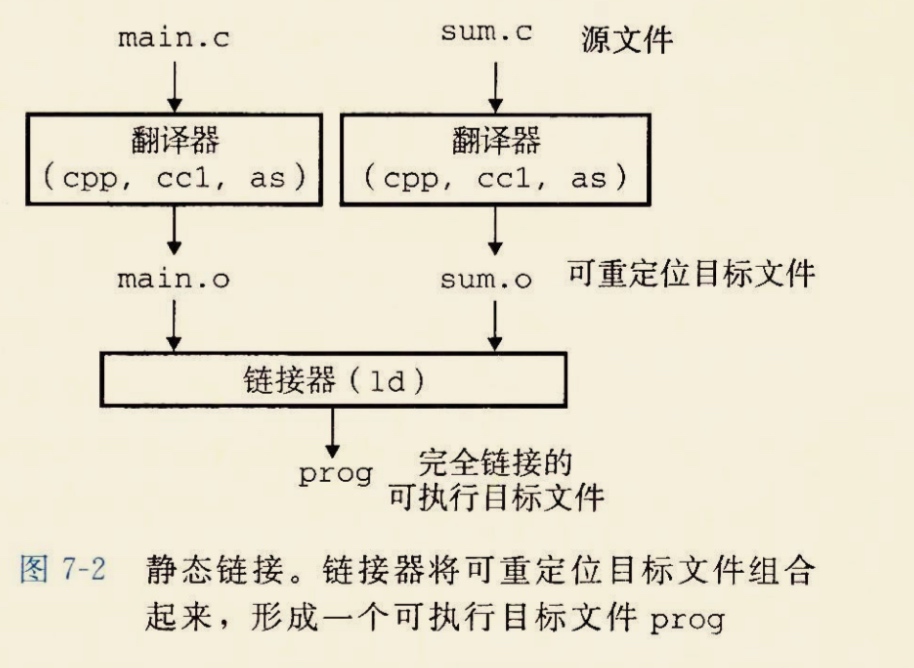 main.c sum.c 源文件
翻译器 翻译器
(cpp, cc1, as) (cpp, cc1, as)
main.o sum.o 可重定位目标文件
链接器(ld)
prog 完全链接的
可执行目标文件
图 7-2 静态链接。链接器将可重定位目标文件组合
起来,形成一个可执行目标文件 prog